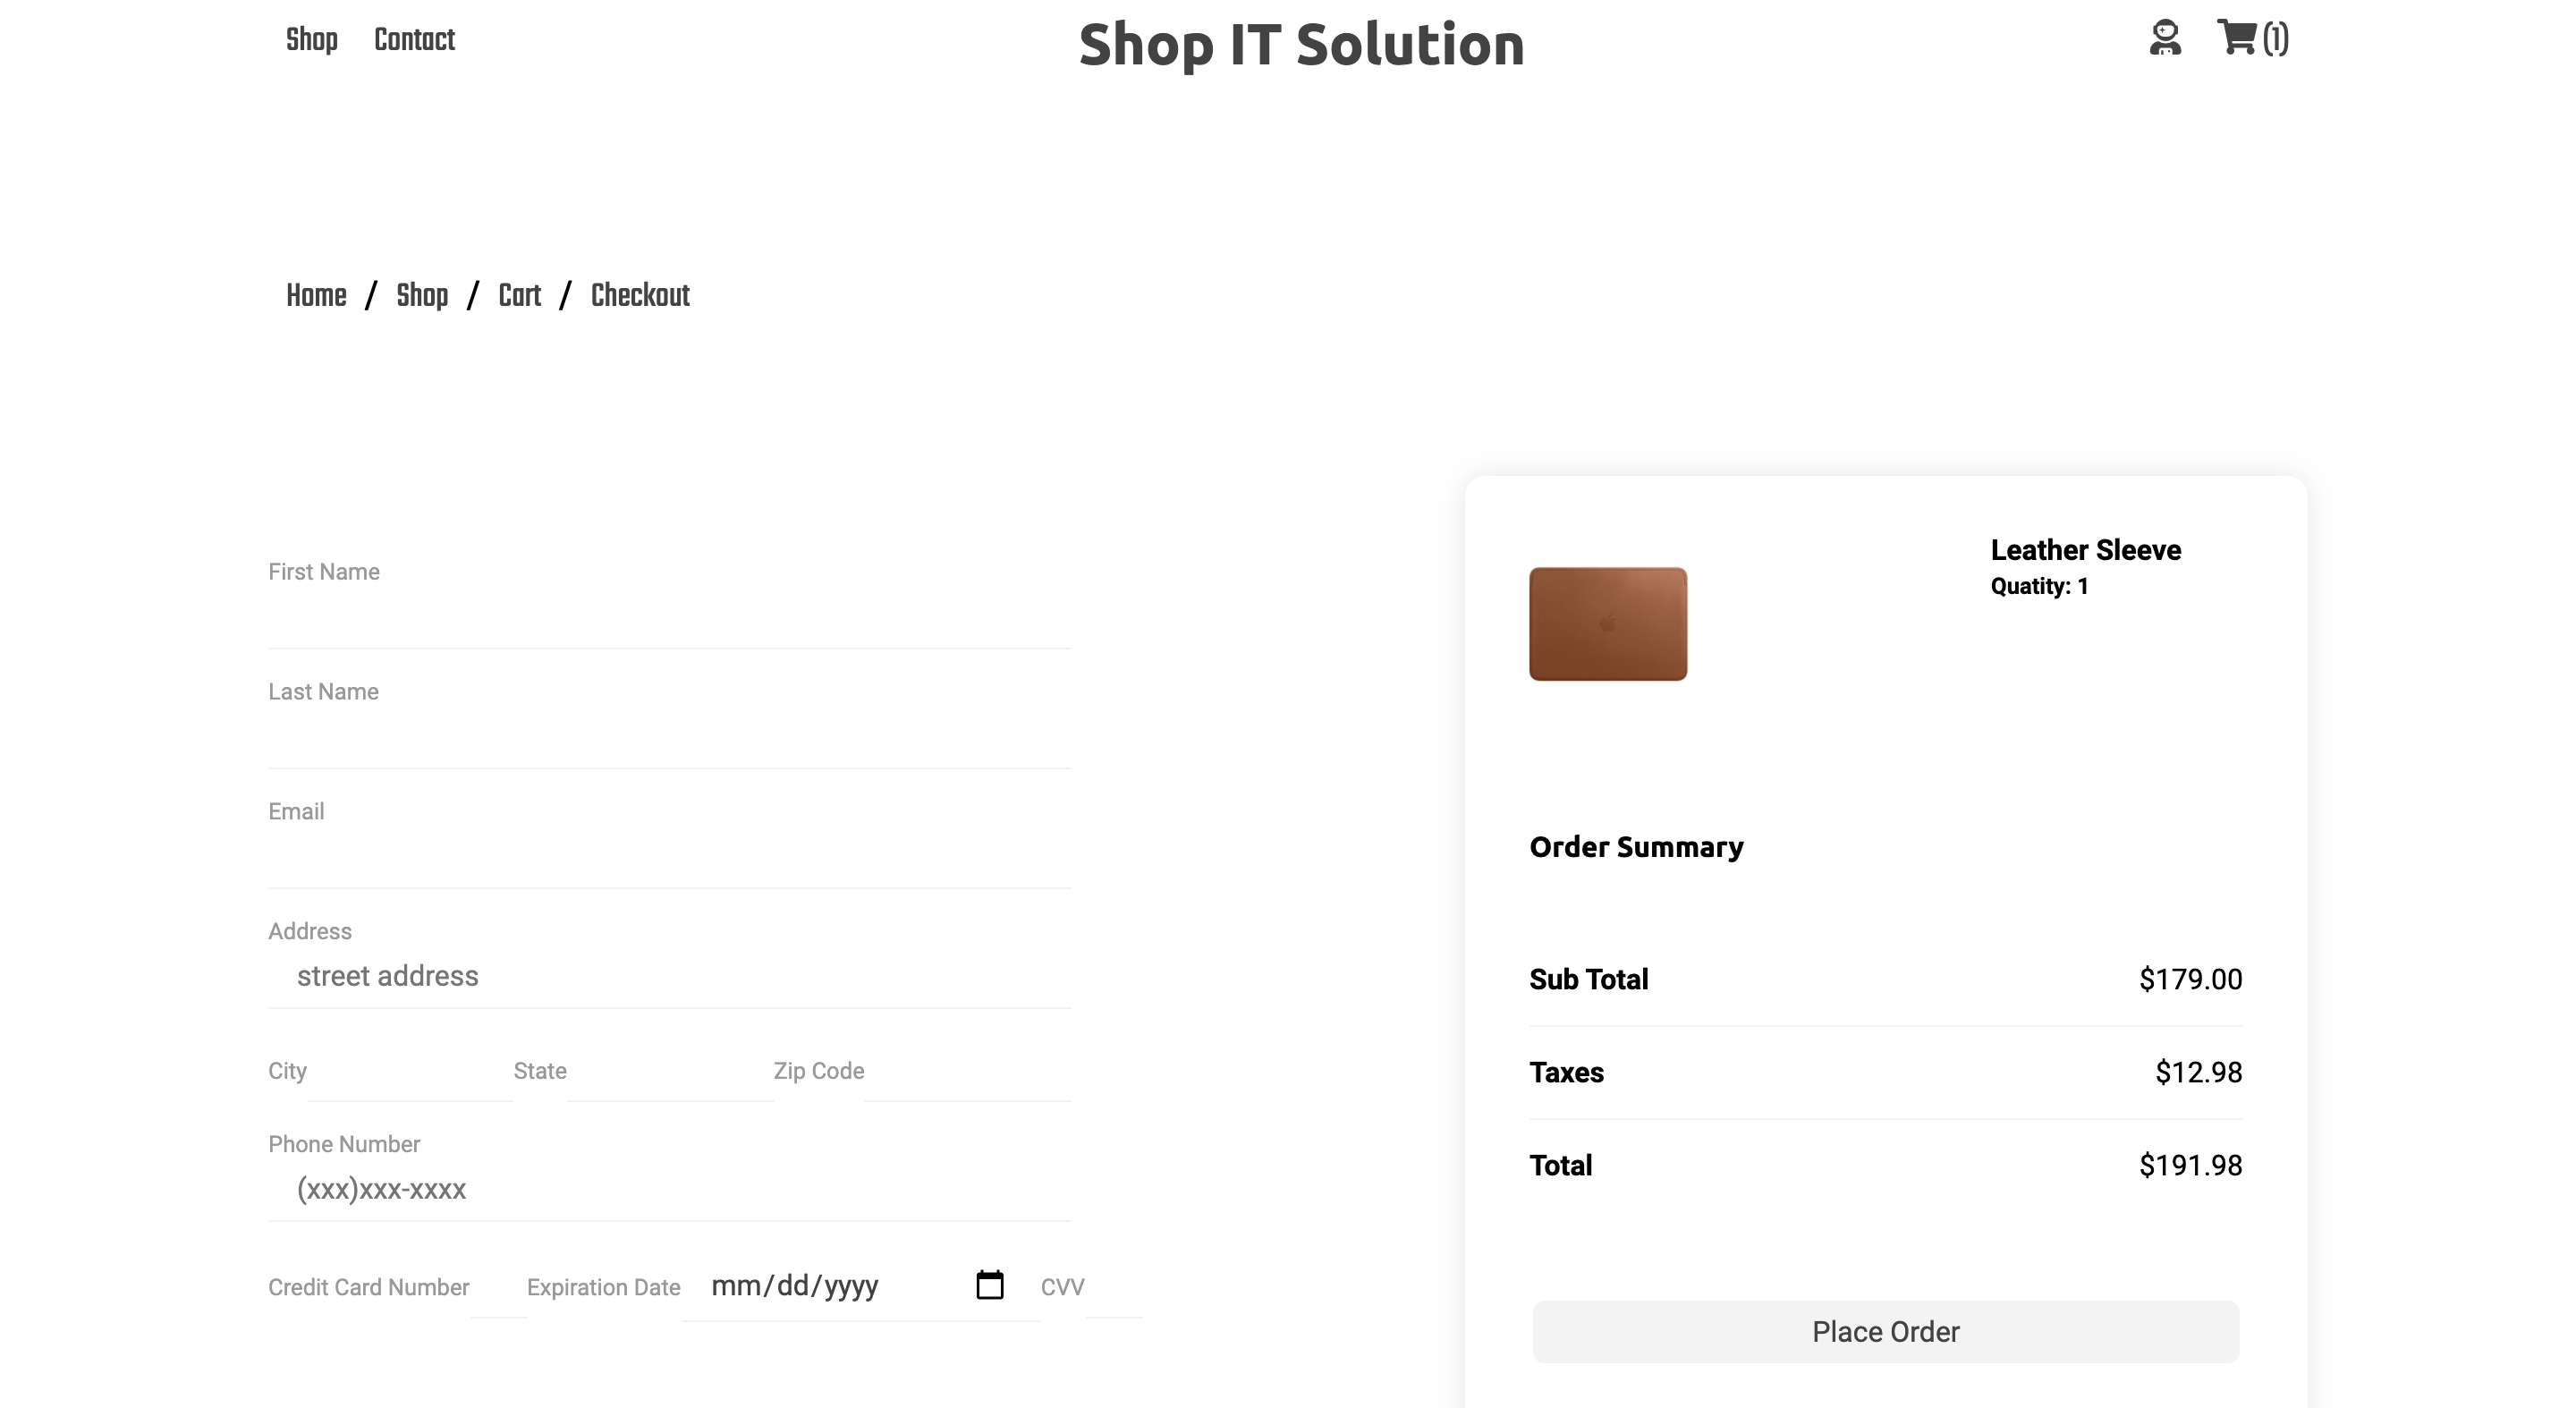 Shop Contact Shop IT Solution (1)
Home / Shop / Cart / Checkout
First Name
Last Name
Email
Address
street address
City State Zip Code
Phone Number
(xxx)xxx-xxxx
Credit Card Number Expiration Date mm/dd/yyyy CVV
Leather Sleeve
Quatity: 1
Order Summary
Sub Total $179.00
Taxes $12.98
Total $191.98
Place Order